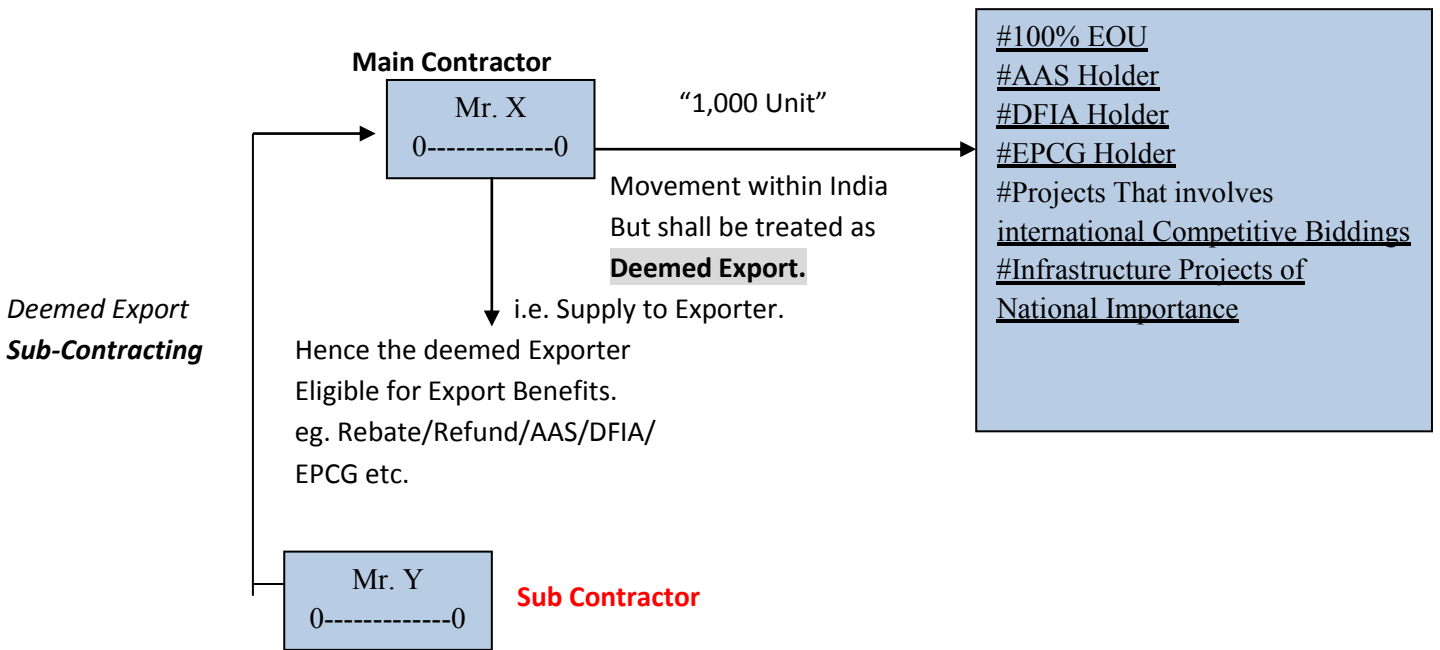 Main Contractor
Mr. X
0-------------0
“1,000 Unit”
Movement within India
But shall be treated as
Deemed Export.
i.e. Supply to Exporter.
#100% EOU
#AAS Holder
#DFIA Holder
#EPCG Holder
#Projects That involves
international Competitive Biddings
#Infrastructure Projects of
National Importance
Deemed Export
Sub-Contracting
Hence the deemed Exporter
Eligible for Export Benefits.
eg. Rebate/Refund/AAS/DFIA/
EPCG etc.
Mr. Y
0-------------0
Sub Contractor